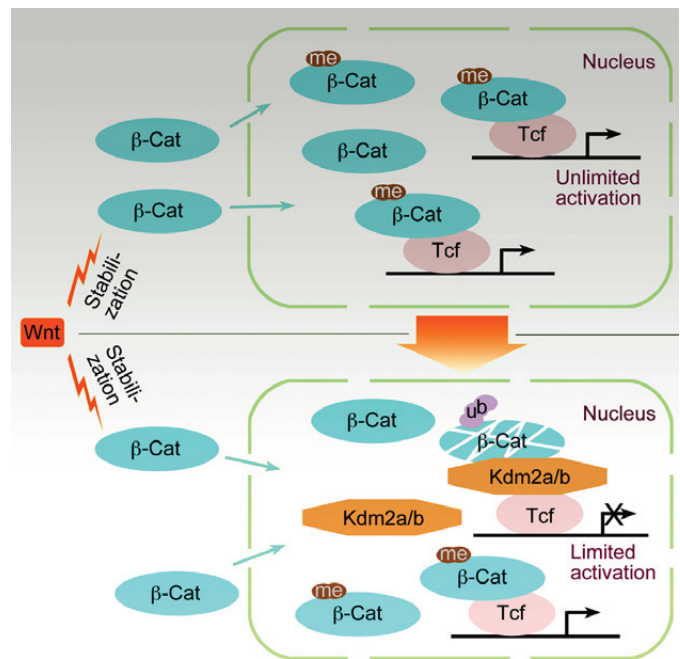 me
β-Cat
Nucleus
me
β-Cat
Tcf
β-Cat
β-Cat
Unlimited
activation
me
β-Cat
Tcf
β-Cat
Stabili-
zation
Wnt
Stabili-
zation
β-Cat
β-Cat
ub
β-Cat
Nucleus
Kdm2a/b
Tcf
Kdm2a/b
Limited
activation
me
β-Cat
Tcf
β-Cat
me
β-Cat